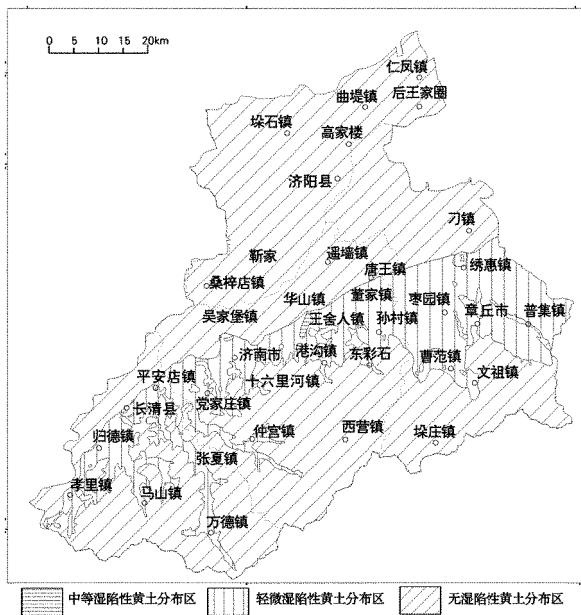 0 5 10 15 20km
仁凤镇
曲堤镇 后王家圈
垛石镇
高家楼
济阳县
刁镇
靳家 遥墙镇
唐王镇 绣惠镇
桑梓店镇
华山镇 董家镇 枣园镇
吴家堡镇 王舍人镇 孙村镇 章丘市 普集镇
济南市 港沟镇 东彩石 曹范镇
平安店镇 十六里河镇 文祖镇
党家庄镇
长清县
归德镇 仲宫镇 西营镇 垛庄镇
张夏镇
孝里镇 马山镇
万德镇
中等湿陷性黄土分布区 轻微湿陷性黄土分布区 无湿陷性黄土分布区